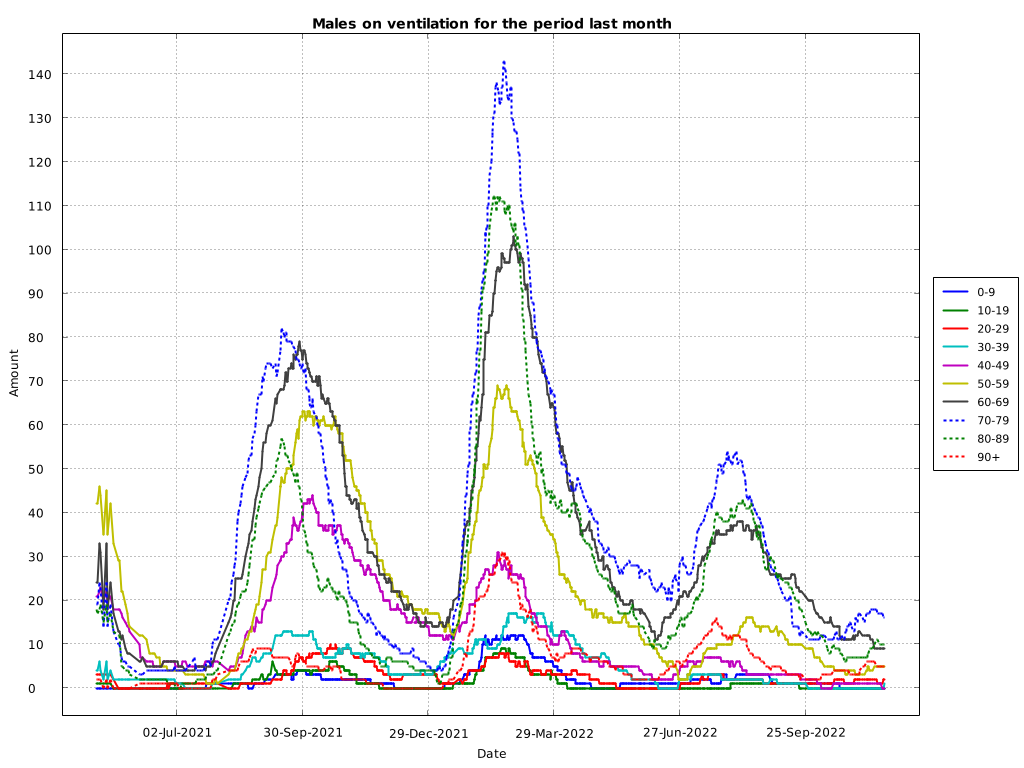 Males on ventilation for the period last month
Amount
140
130
120
110
100
90
80
70
60
50
40
30
20
10
0
02-Jul-2021
30-Sep-2021
29-Dec-2021
29-Mar-2022
27-Jun-2022
25-Sep-2022
Date
0-9
10-19
20-29
30-39
40-49
50-59
60-69
70-79
80-89
90+